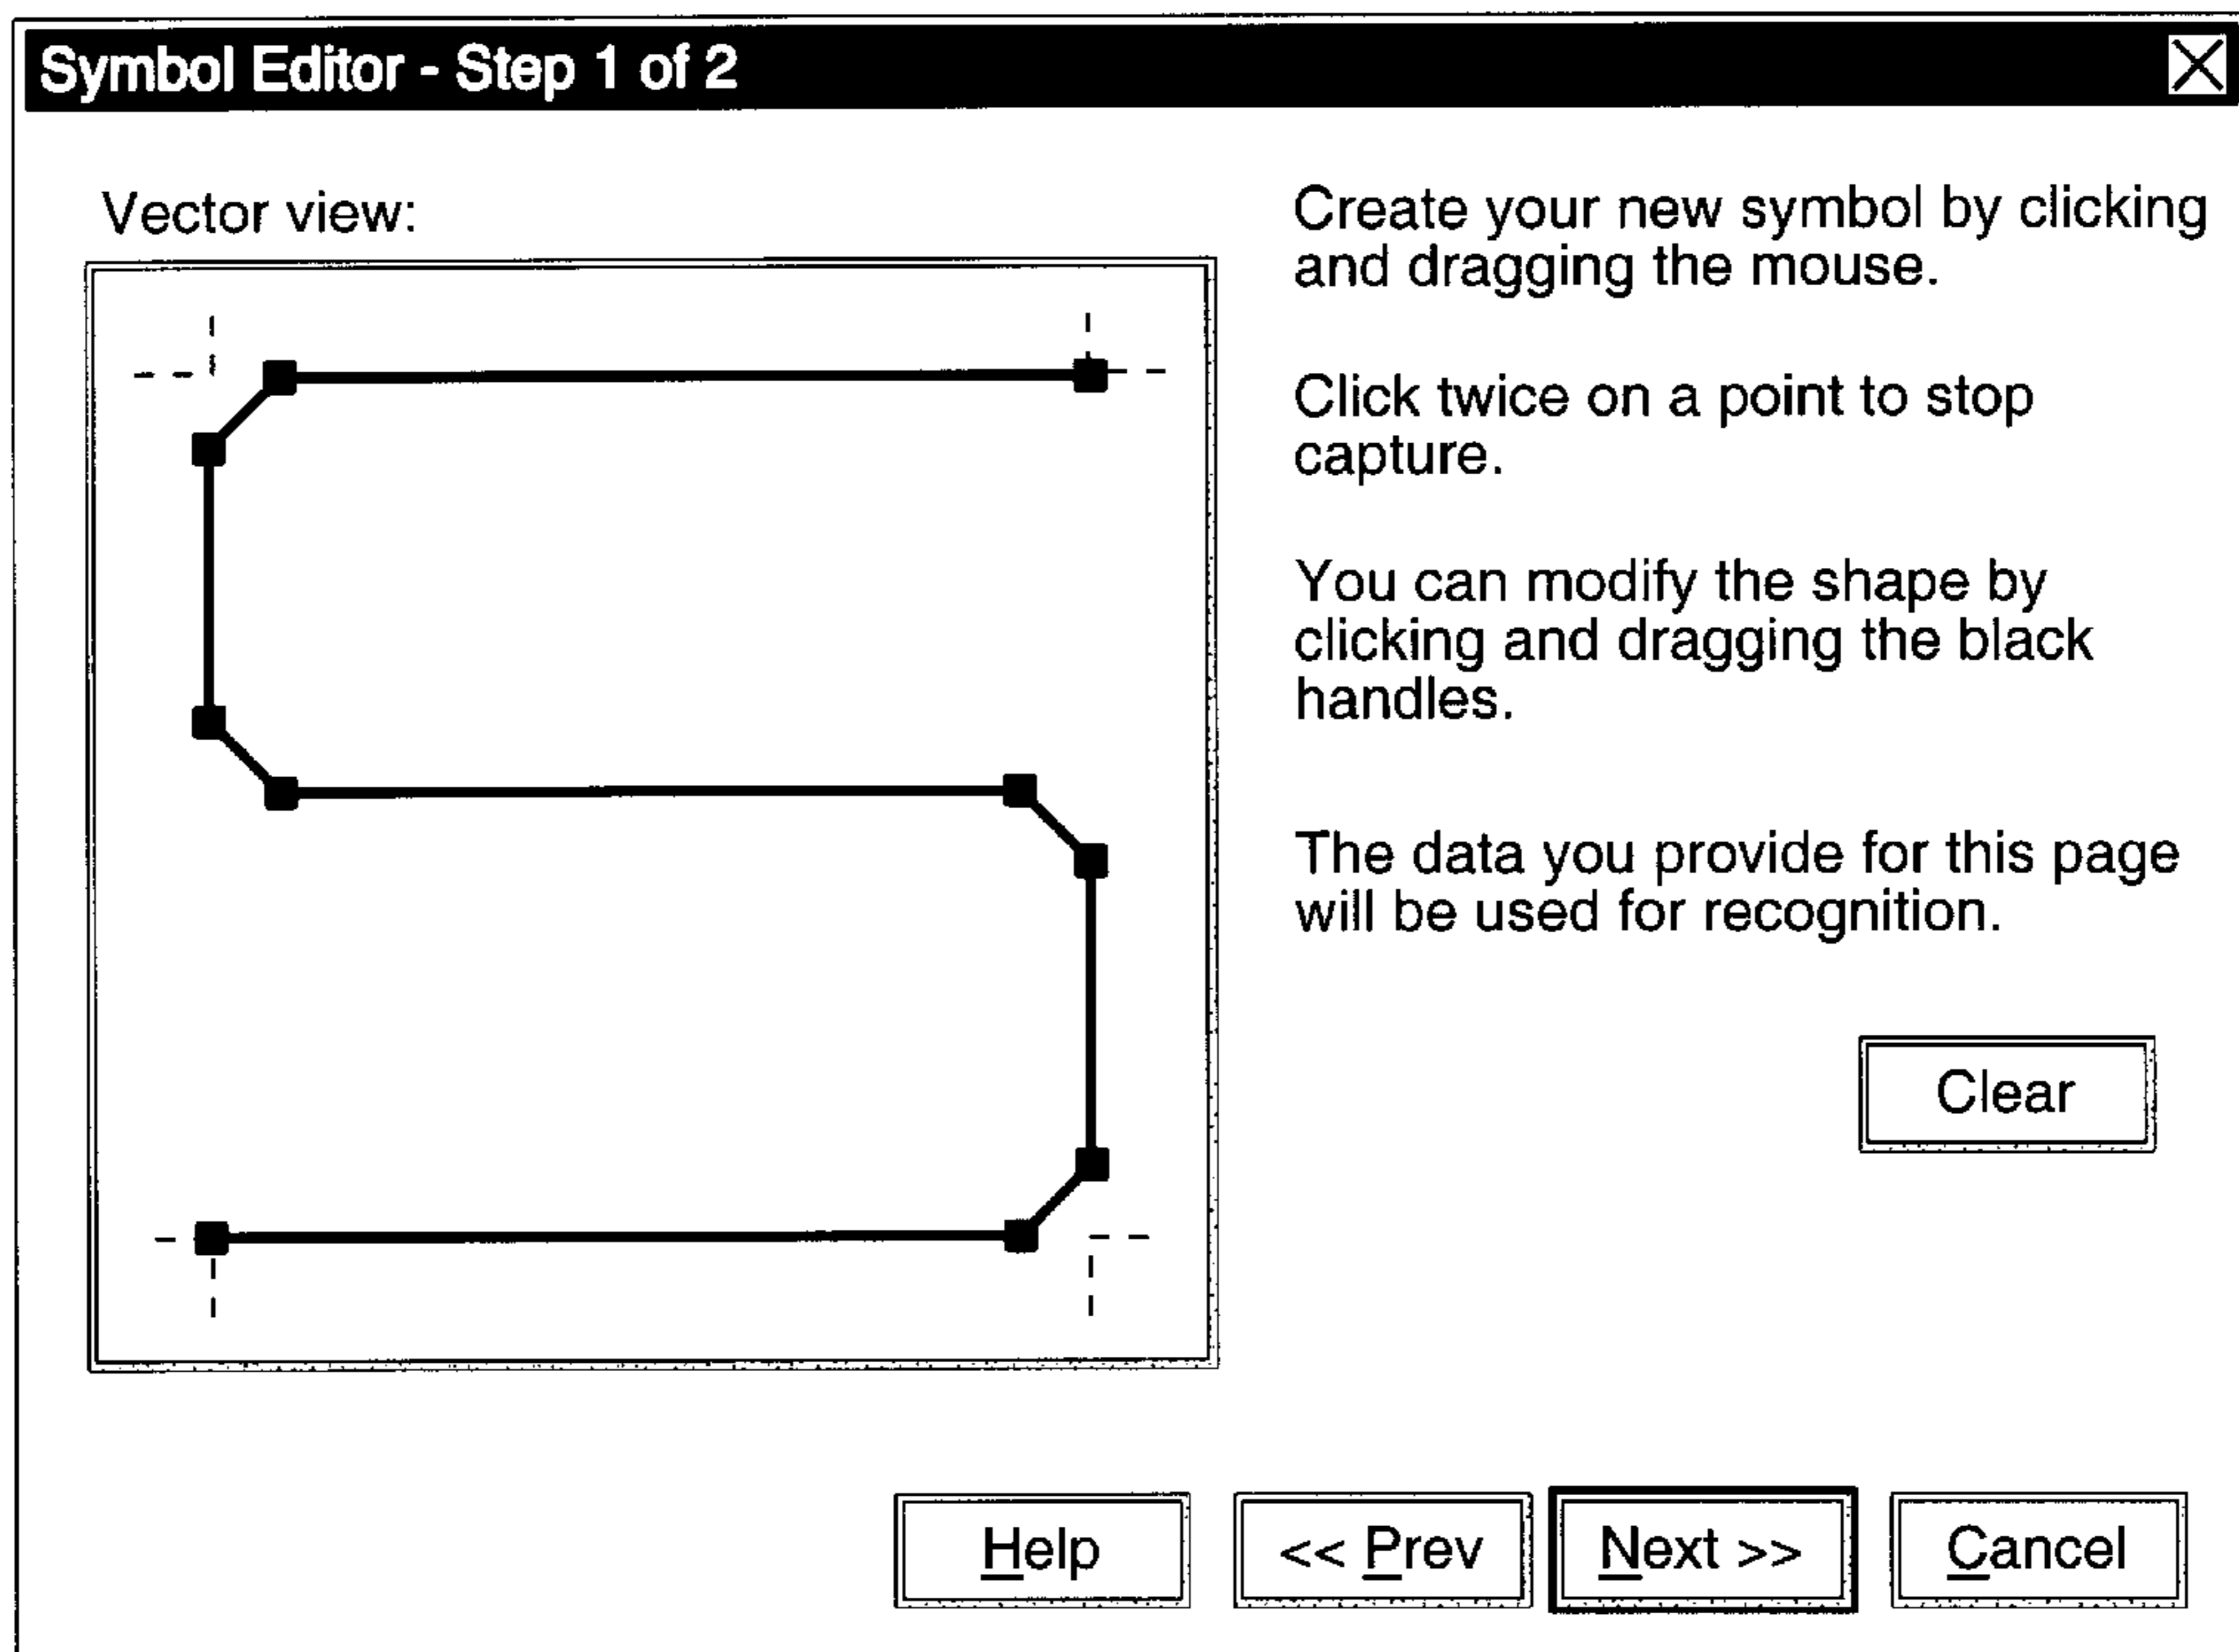 Symbol Editor - Step 1 of 2
Vector view:
Create your new symbol by clicking
and dragging the mouse.
Click twice on a point to stop
capture.
You can modify the shape by
clicking and dragging the black
handles.
The data you provide for this page
will be used for recognition.
Clear
Help
<< Prev
Next >>
Cancel